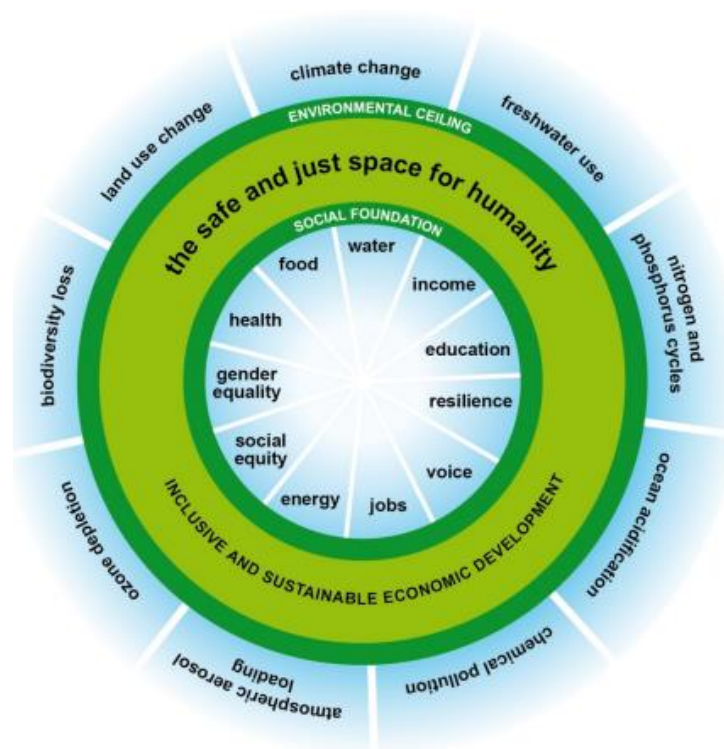 climate change
freshwater use
nitrogen and
phosphorus cycles
ocean acidification
chemical pollution
atmospheric aerosol
loading
ozone depletion
biodiversity loss
land use change
ENVIRONMENTAL CEILING
the safe and just space for humanity
SOCIAL FOUNDATION
water
income
education
resilience
voice
jobs
energy
social
equity
gender
equality
health
food
INCLUSIVE AND SUSTAINABLE ECONOMIC DEVELOPMENT